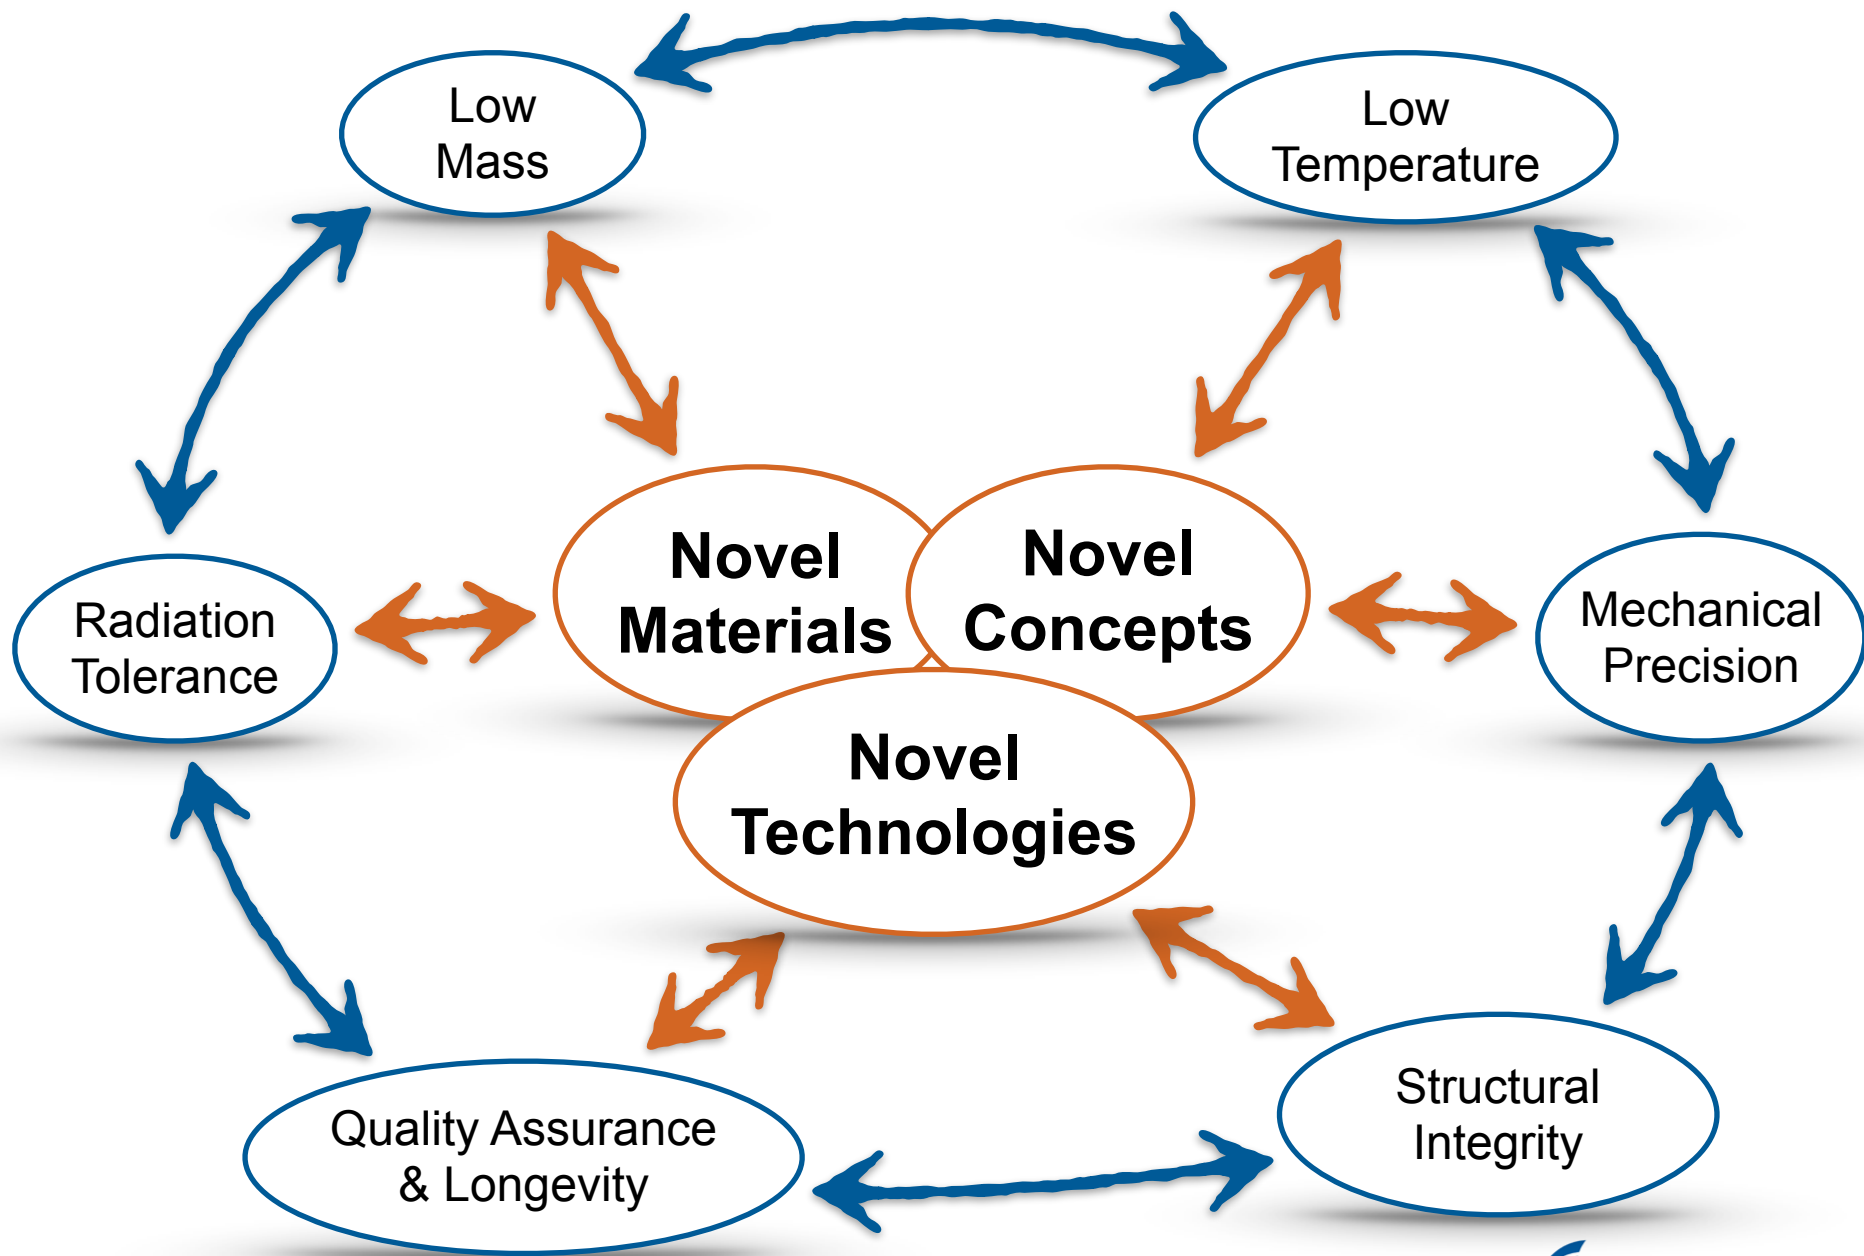 Low
Mass
Low
Temperature
Novel
Materials
Novel
Concepts
Radiation
Tolerance
Mechanical
Precision
Novel
Technologies
Quality Assurance
& Longevity
Structural
Integrity